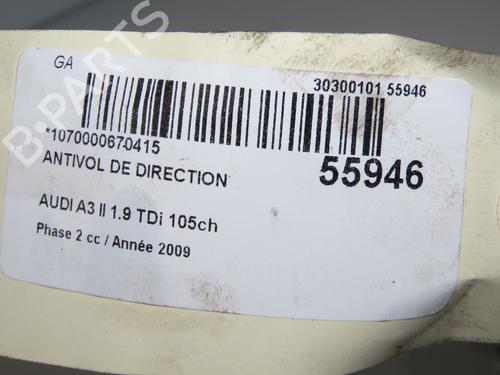 GA
30300101 55946
*1070000670415
ANTIVOL DE DIRECTION
55946
AUDI A3 II 1.9 TDi 105ch
Phase 2 cc / Année 2009
B-PARTS